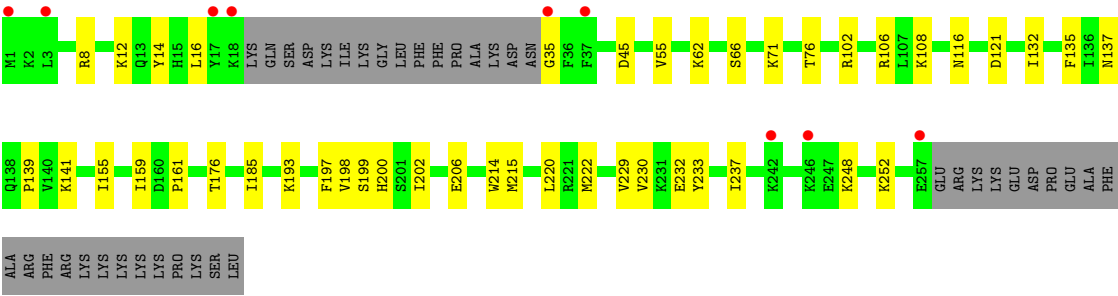 M1 K2 L3 R8 K12 Q13 Y14 H15 L16 Y17 K18 LYS GLN SER ASP LYS ILE LYS GLY LEU PHE PHE PRO ALA LYS ASP ASN G35 F36 F37 D45 V55 K62 S66 K71 T76 R102 R106 L107 K108 N116 D121 I132 F135 I136 N137
Q138 P139 V140 K141 I155 I159 D160 P161 T176 I185 K193 F197 V198 S199 H200 S201 I202 E206 W214 M215 L220 R221 M222 V229 V230 K231 E232 Y233 I237 K242 K246 E247 K248 K252 E257 GLU ARG LYS LYS GLU ASP PRO GLU ALA PHE
ALA ARG PHE ARG LYS LYS LYS LYS LYS PRO LYS SER LEU